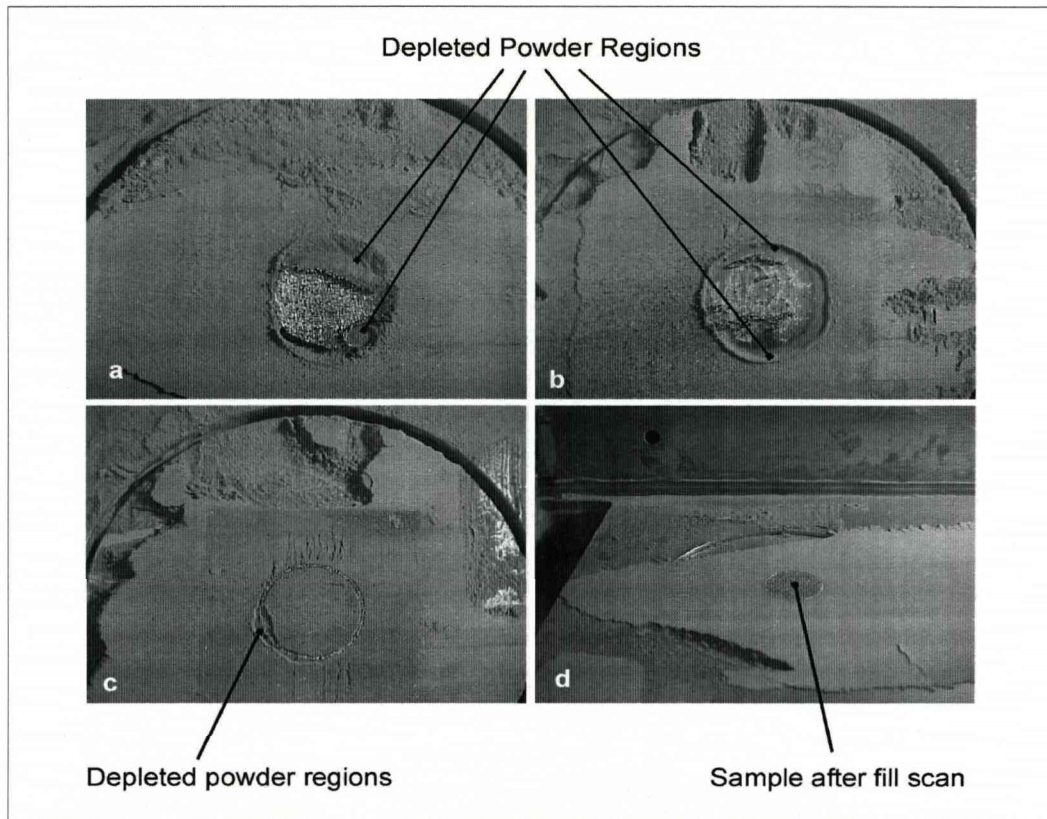 Depleted Powder Regions
a
b
c
d
Depleted powder regions
Sample after fill scan